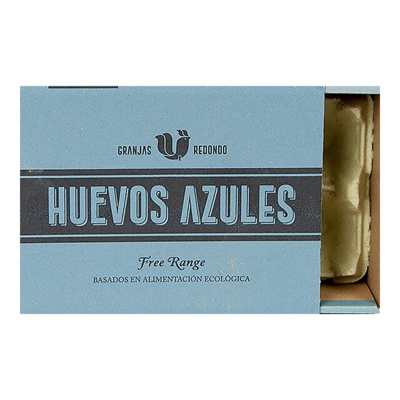 GRANJAS REDONDO
HUEVOS AZULES
Free Range
BASADOS EN ALIMENTACIÓN ECOLÓGICA